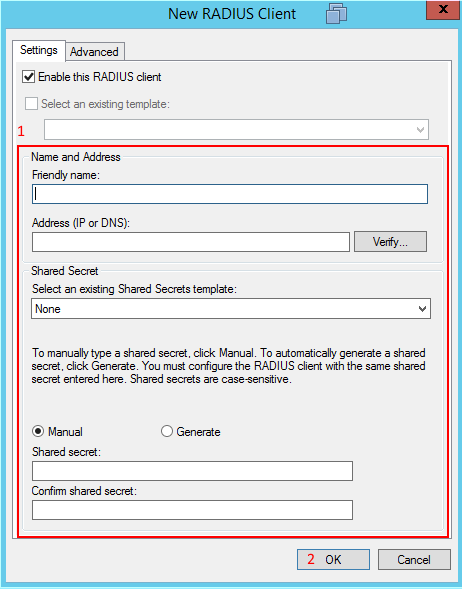 New RADIUS Client
x
Settings
Advanced
Enable this RADIUS client
Select an existing template:
1
Name and Address
Friendly name:
Address (IP or DNS):
Verify...
Shared Secret
Select an existing Shared Secrets template:
None
To manually type a shared secret, click Manual. To automatically generate a shared
secret, click Generate. You must configure the RADIUS client with the same shared
secret entered here. Shared secrets are case-sensitive.
Manual
Generate
Shared secret:
Confirm shared secret:
2 OK
Cancel